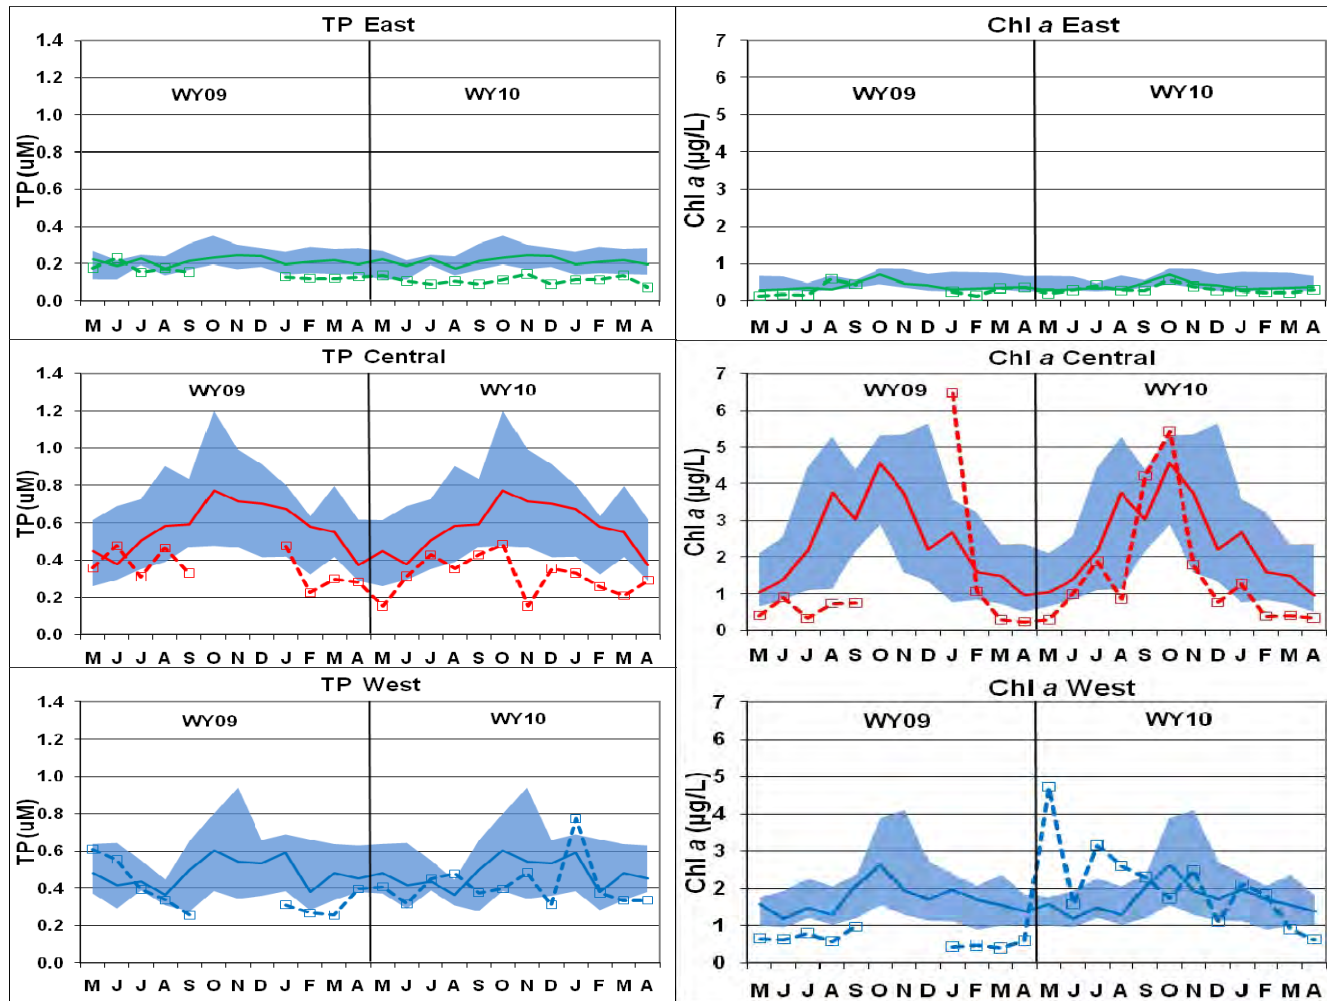 TP East
1.4
1.2
1.0
0.8
0.6
0.4
0.2
0.0
TP (uM)
WY09
WY10
M J J A S O N D J F M A M J J A S O N D J F M A
Chl a East
7
6
5
4
3
2
1
0
Chl a (µg/L)
WY09
WY10
M J J A S O N D J F M A M J J A S O N D J F M A
TP Central
1.4
1.2
1.0
0.8
0.6
0.4
0.2
0.0
TP (uM)
WY09
WY10
M J J A S O N D J F M A M J J A S O N D J F M A
Chl a Central
7
6
5
4
3
2
1
0
Chl a (µg/L)
WY09
WY10
M J J A S O N D J F M A M J J A S O N D J F M A
TP West
1.4
1.2
1.0
0.8
0.6
0.4
0.2
0.0
TP (uM)
WY09
WY10
M J J A S O N D J F M A M J J A S O N D J F M A
Chl a West
7
6
5
4
3
2
1
0
Chl a (µg/L)
WY09
WY10
M J J A S O N D J F M A M J J A S O N D J F M A